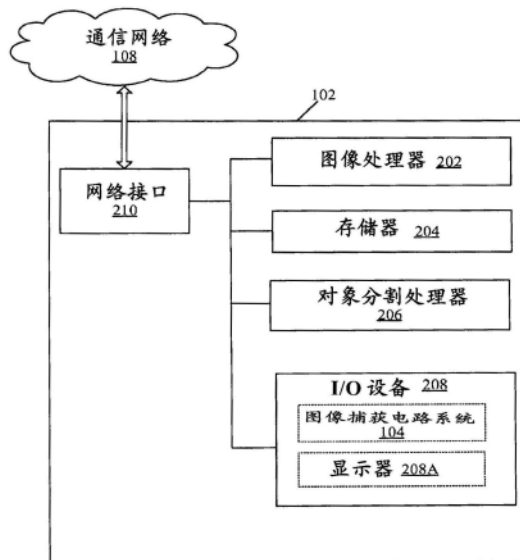 通信网络
108
102
网络接口
210
图像处理器 202
存储器 204
对象分割处理器
206
I/O 设备 208
图像捕获电路系统
104
显示器 208A